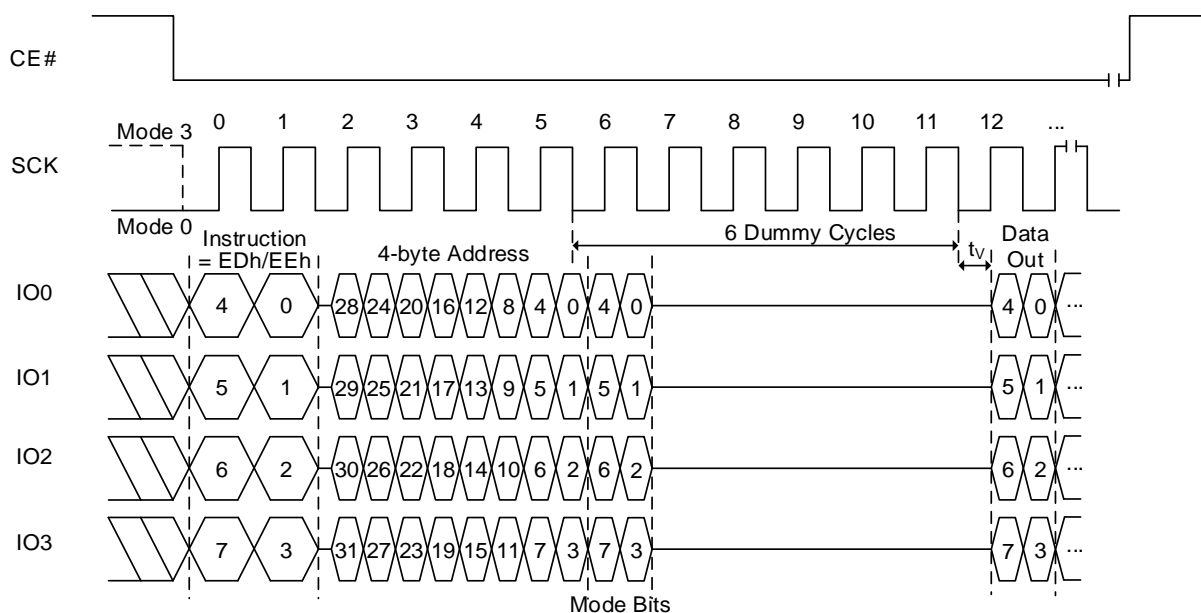 CE#
0 1 2 3 4 5 6 7 8 9 10 11 12 ...
Mode 3
SCK
Mode 0
Instruction
= EDh/EEh
4-byte Address
6 Dummy Cycles
tV
Data
Out
IO0 4 0 28 24 20 16 12 8 4 0 4 0 4 0 ...
IO1 5 1 29 25 21 17 13 9 5 1 5 1 5 1 ...
IO2 6 2 30 26 22 18 14 10 6 2 6 2 6 2 ...
IO3 7 3 31 27 23 19 15 11 7 3 7 3 7 3 ...
Mode Bits